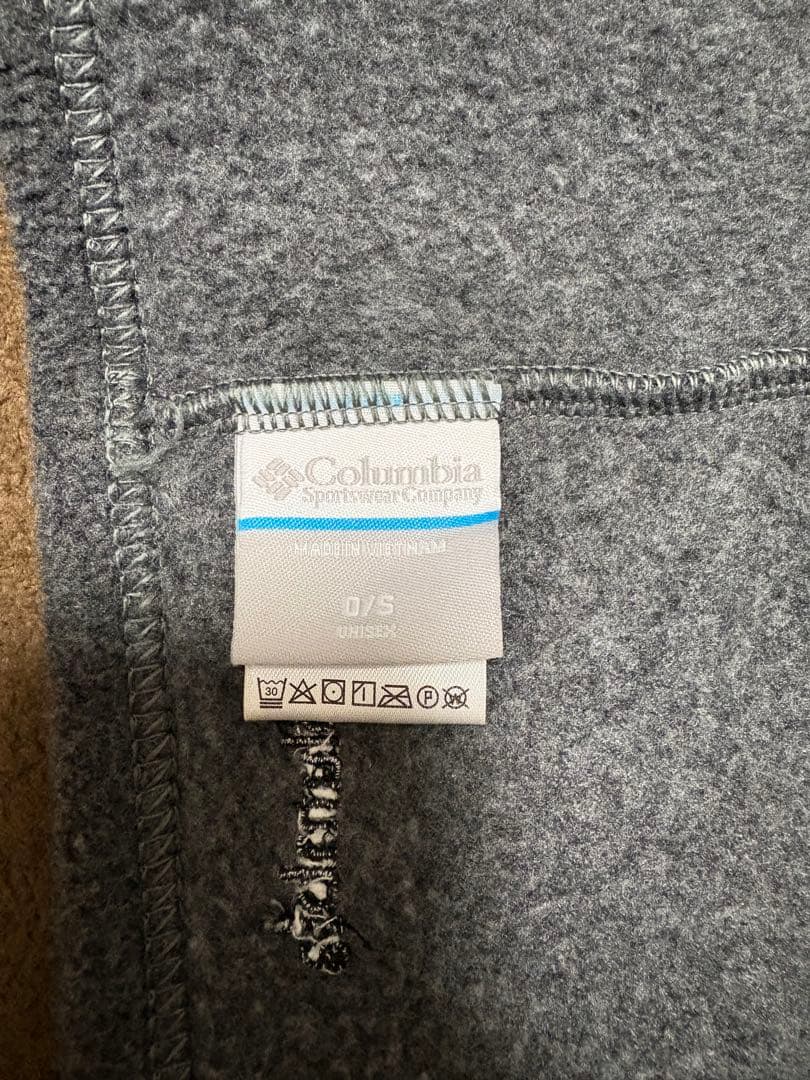 Columbia
Sportswear Company
MADE IN VIETNAM
O/S
UNISEX
30
P
W